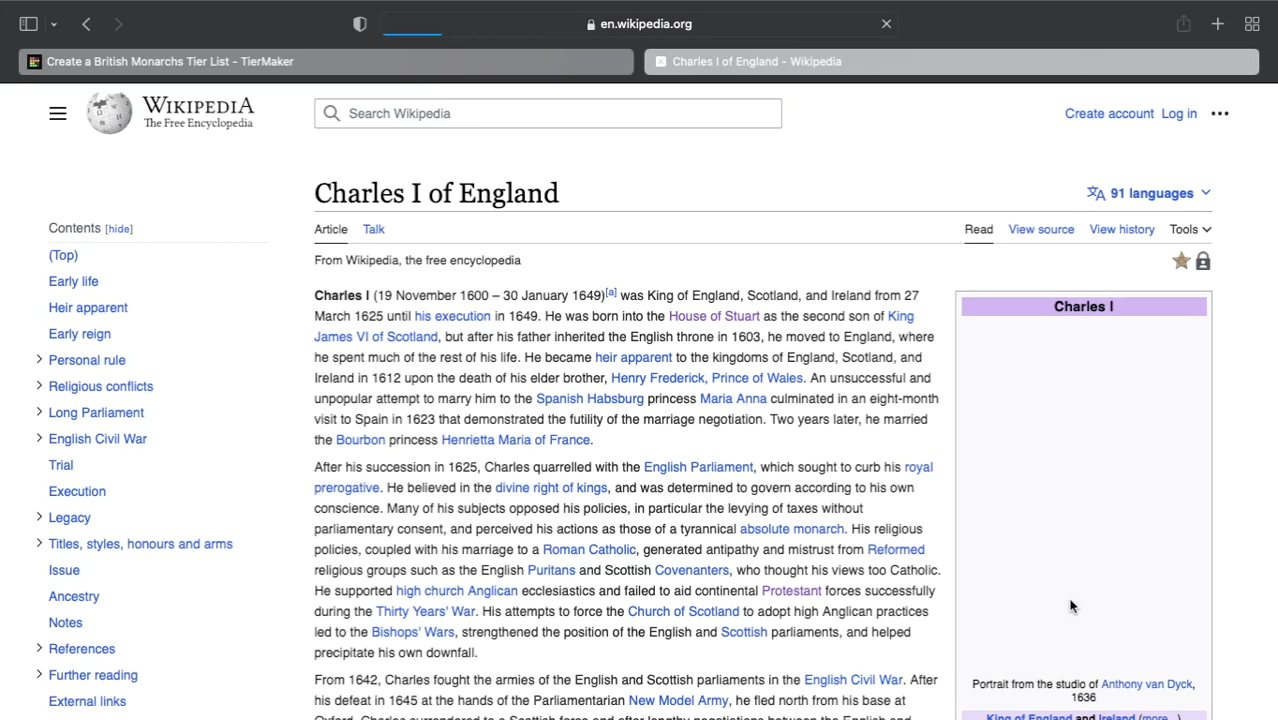 en.wikipedia.org
Create a British Monarchs Tier List - TierMaker
Charles I of England - Wikipedia
WIKIPEDIA
The Free Encyclopedia
Search Wikipedia
Create account Log in
Charles I of England
91 languages
Article Talk
Read View source View history Tools
From Wikipedia, the free encyclopedia
Contents [hide]
(Top)
Early life
Heir apparent
Early reign
Personal rule
Religious conflicts
Long Parliament
English Civil War
Trial
Execution
Legacy
Titles, styles, honours and arms
Issue
Ancestry
Notes
References
Further reading
External links
Charles I (19 November 1600 – 30 January 1649)[a] was King of England, Scotland, and Ireland from 27
March 1625 until his execution in 1649. He was born into the House of Stuart as the second son of King
James VI of Scotland, but after his father inherited the English throne in 1603, he moved to England, where
he spent much of the rest of his life. He became heir apparent to the kingdoms of England, Scotland, and
Ireland in 1612 upon the death of his elder brother, Henry Frederick, Prince of Wales. An unsuccessful and
unpopular attempt to marry him to the Spanish Habsburg princess Maria Anna culminated in an eight-month
visit to Spain in 1623 that demonstrated the futility of the marriage negotiation. Two years later, he married
the Bourbon princess Henrietta Maria of France.
After his succession in 1625, Charles quarrelled with the English Parliament, which sought to curb his royal
prerogative. He believed in the divine right of kings, and was determined to govern according to his own
conscience. Many of his subjects opposed his policies, in particular the levying of taxes without
parliamentary consent, and perceived his actions as those of a tyrannical absolute monarch. His religious
policies, coupled with his marriage to a Roman Catholic, generated antipathy and mistrust from Reformed
religious groups such as the English Puritans and Scottish Covenanters, who thought his views too Catholic.
He supported high church Anglican ecclesiastics and failed to aid continental Protestant forces successfully
during the Thirty Years' War. His attempts to force the Church of Scotland to adopt high Anglican practices
led to the Bishops' Wars, strengthened the position of the English and Scottish parliaments, and helped
precipitate his own downfall.
From 1642, Charles fought the armies of the English and Scottish parliaments in the English Civil War. After
his defeat in 1645 at the hands of the Parliamentarian New Model Army, he fled north from his base at
Oxford. Charles surrendered to a Scottish force and after lengthy negotiations between the English and
Charles I
Portrait from the studio of Anthony van Dyck,
1636
King of England and Ireland (more...)